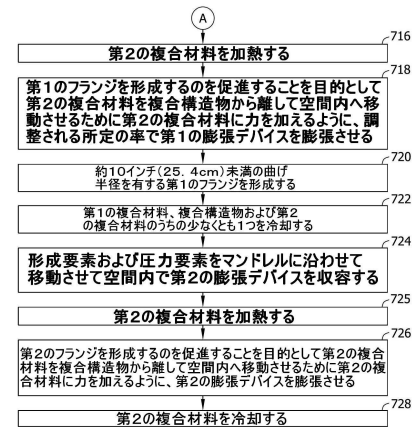 A
716
第2の複合材料を加熱する
718
第1のフランジを形成するのを促進することを目的として
第2の複合材料を複合構造物から離して空間内へ移
動させるために第2の複合材料に力を加えるように、調
整される所定の率で第1の膨張デバイスを膨張させる
720
約10インチ(25.4cm)未満の曲げ
半径を有する第1のフランジを形成する
722
第1の複合材料、複合構造物および第2
の複合材料のうちの少なくとも1つを冷却する
724
形成要素および圧力要素をマンドレルに沿わせて
移動させて空間内で第2の膨張デバイスを収容する
725
第2の複合材料を加熱する
726
第2のフランジを形成するのを促進することを目的として第2の複合
材料を複合構造物から離して空間内へ移動させるために第2の複
合材料に力を加えるように、第2の膨張デバイスを膨張させる
728
第2の複合材料を冷却する